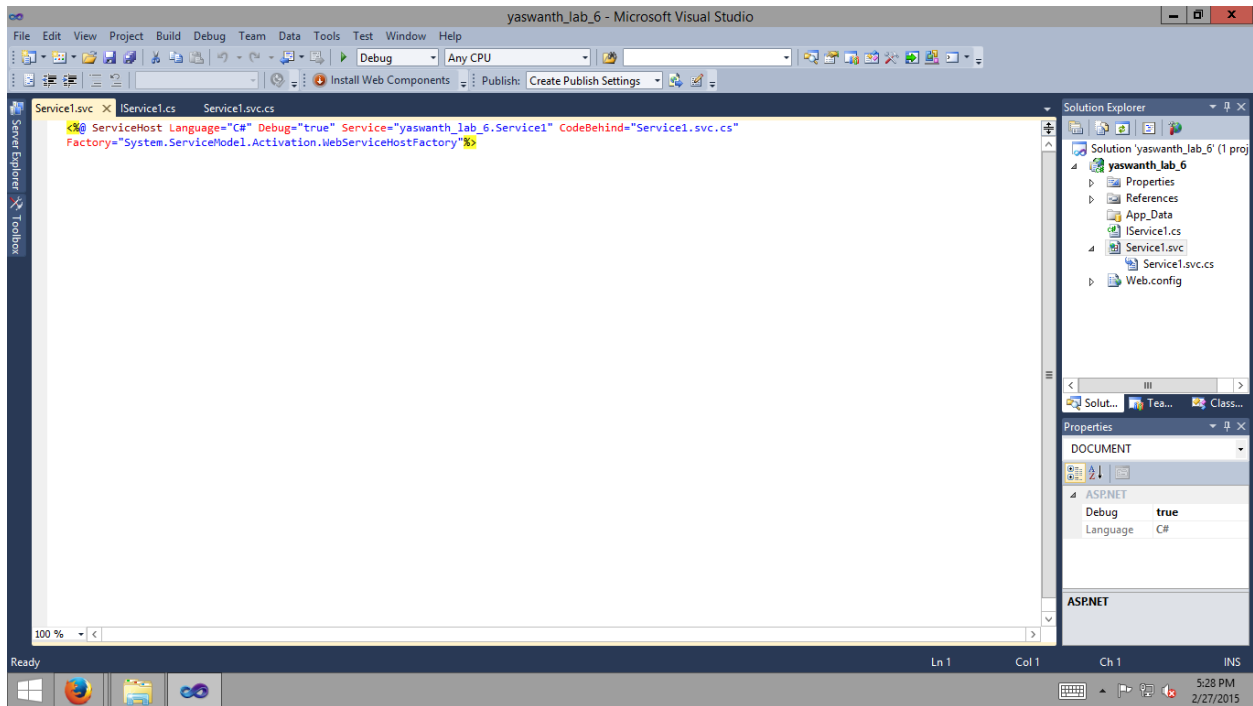 yaswanth_lab_6 - Microsoft Visual Studio
File Edit View Project Build Debug Team Data Tools Test Window Help
Debug Any CPU
Install Web Components Publish: Create Publish Settings
Service1.svc IService1.cs Service1.svc.cs
<%@ ServiceHost Language="C#" Debug="true" Service="yaswanth_lab_6.Service1" CodeBehind="Service1.svc.cs"
Factory="System.ServiceModel.Activation.WebServiceHostFactory"%>
Server Explorer
Toolbox
Solution Explorer
Solution 'yaswanth_lab_6' (1 proj
yaswanth_lab_6
Properties
References
App_Data
IService1.cs
Service1.svc
Service1.svc.cs
Web.config
Solut... Tea... Class...
Properties
DOCUMENT
ASP.NET
Debug true
Language C#
ASP.NET
100 %
Ready Ln 1 Col 1 Ch 1 INS
5:28 PM
2/27/2015